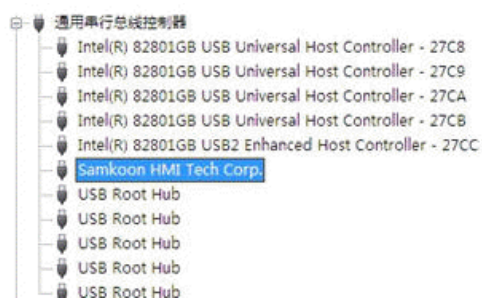 通用串行总线控制器
Intel(R) 82801GB USB Universal Host Controller - 27C8
Intel(R) 82801GB USB Universal Host Controller - 27C9
Intel(R) 82801GB USB Universal Host Controller - 27CA
Intel(R) 82801GB USB Universal Host Controller - 27CB
Intel(R) 82801GB USB2 Enhanced Host Controller - 27CC
Samkoon HMI Tech Corp.
USB Root Hub
USB Root Hub
USB Root Hub
USB Root Hub
USB Root Hub